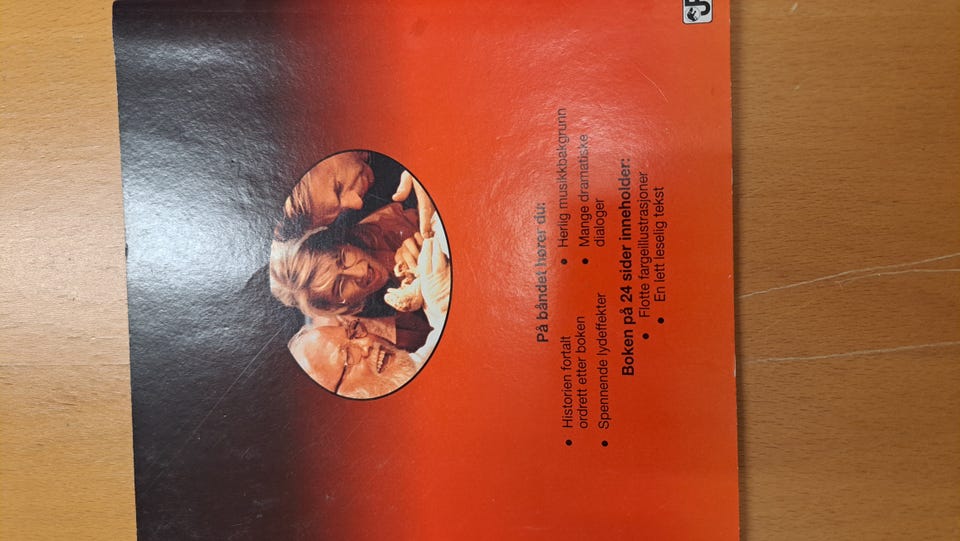 På båndet hører du:
• Historien fortalt
ordrett etter boken
• Spennende lydeffekter
• Herlig musikkbakgrunn
• Mange dramatiske
dialoger
Boken på 24 sider inneholder:
• Flotte fargeillustrasjoner
• En lett leselig tekst